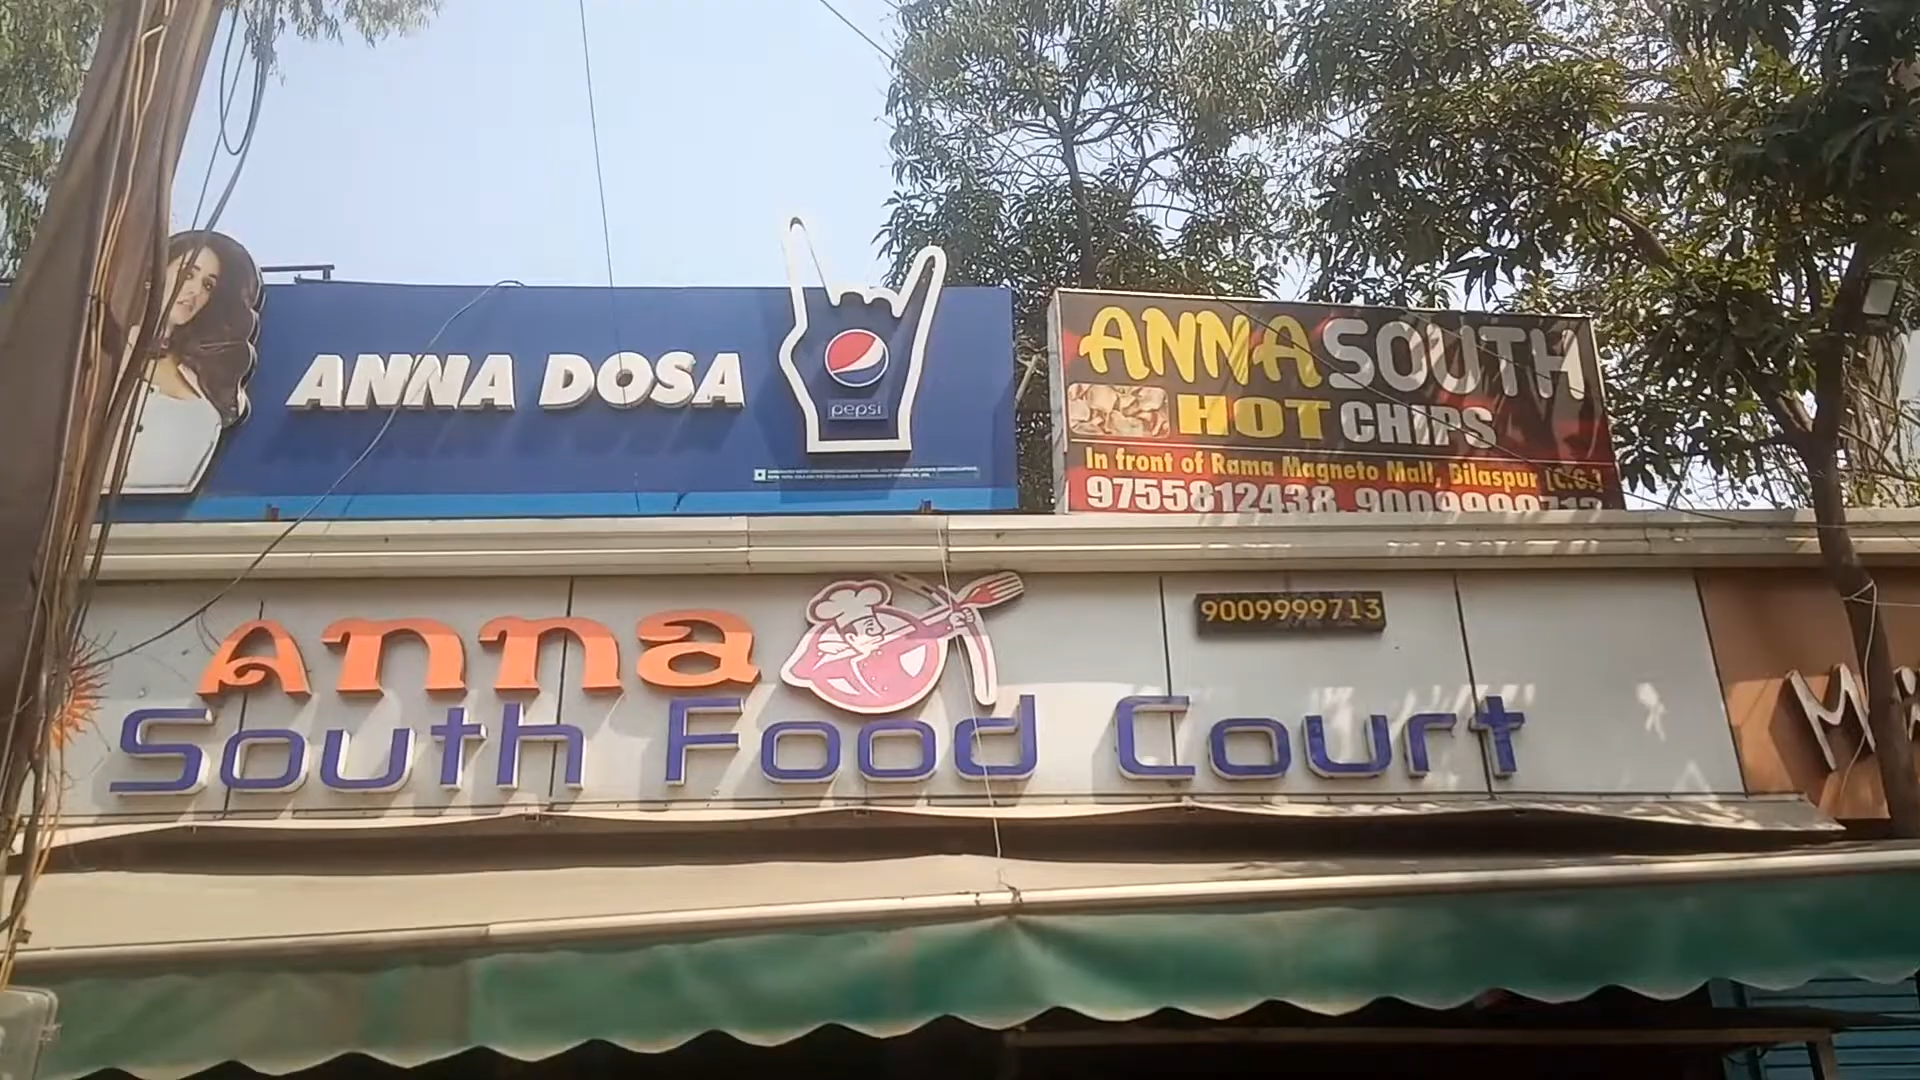 ANNA DOSA
pepsi
ANNA SOUTH
HOT CHIPS
In front of Rama Magneto Mall, Bilaspur [C.G.]
9755812438, 9009999713
9009999713
Anna
South Food Court